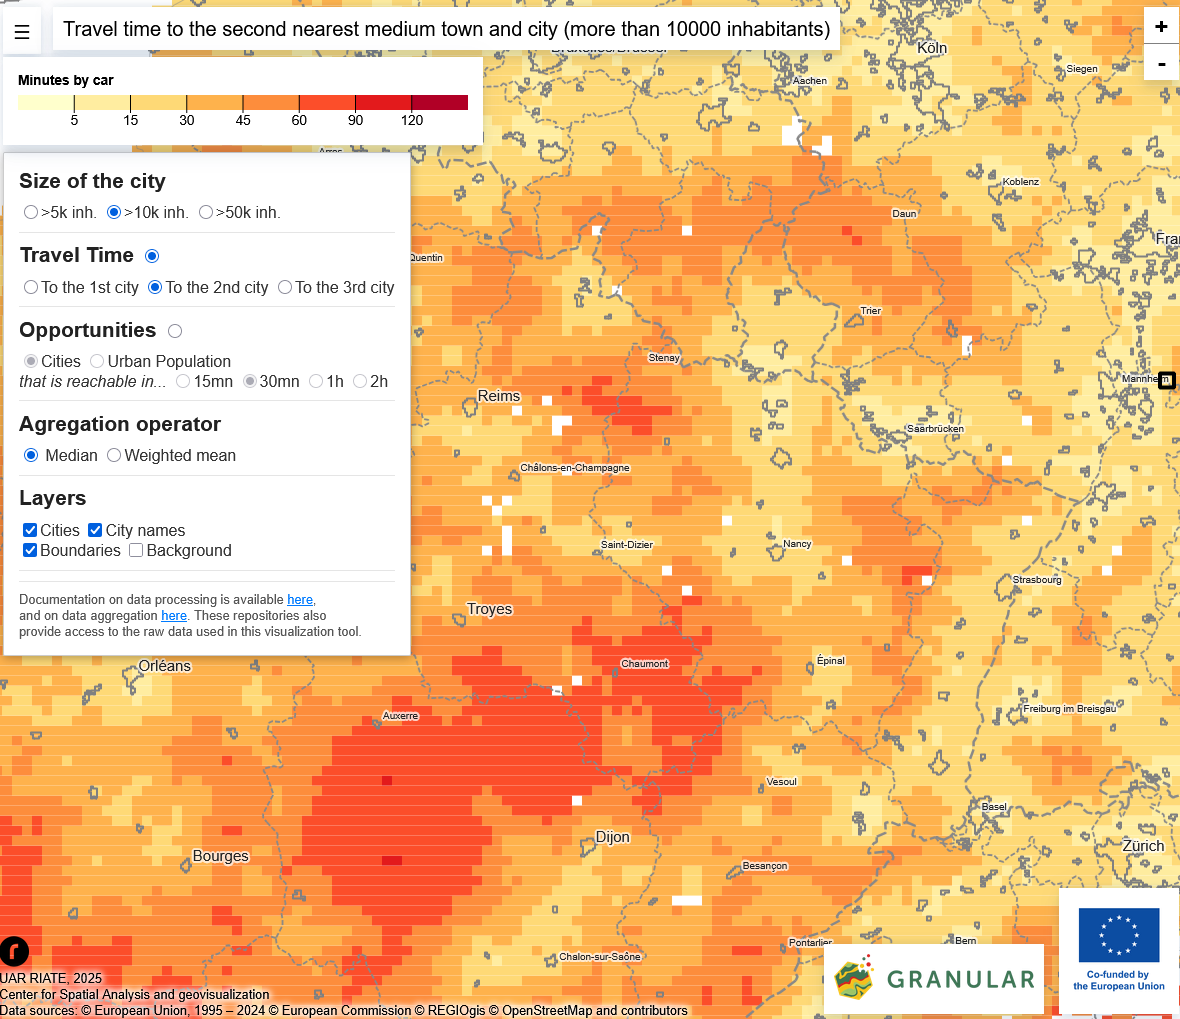 ☰ Travel time to the second nearest medium town and city (more than 10000 inhabitants)
+
-
Minutes by car
5 15 30 45 60 90 120
Size of the city
>5k inh. >10k inh. >50k inh.
Travel Time
To the 1st city To the 2nd city To the 3rd city
Opportunities
Cities Urban Population
that is reachable in... 15mn 30mn 1h 2h
Agregation operator
Median Weighted mean
Layers
Cities City names
Boundaries Background
Documentation on data processing is available here,
and on data aggregation here. These repositories also
provide access to the raw data used in this visualization tool.
Köln
Siegen
Aachen
Koblenz
Daun
Quentin
Trier
Stenay
Mannheim
Reims
Saarbrücken
Châlons-en-Champagne
Saint-Dizier
Nancy
Strasbourg
Troyes
Orléans
Chaumont
Épinal
Auxerre
Freiburg im Breisgau
Vesoul
Basel
Dijon
Zürich
Bourges
Besançon
Pontarlier
Bern
Chalon-sur-Saône
GRANULAR
Co-funded by
the European Union
r
UAR RIATE, 2025
Center for Spatial Analysis and geovisualization
Data sources: © European Union, 1995 – 2024 © European Commission © REGIOgis © OpenStreetMap and contributors